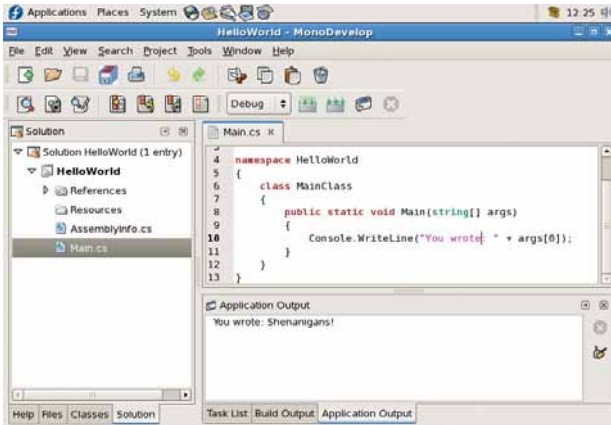 Applications Places System 12:25
HelloWorld - MonoDevelop
File Edit View Search Project Tools Window Help
Debug
Solution
Main.cs
Solution HelloWorld (1 entry)
HelloWorld
References
Resources
AssemblyInfo.cs
Main.cs
3
4 namespace HelloWorld
5 {
6 class MainClass
7 {
8 public static void Main(string[] args)
9 {
10 Console.WriteLine("You wrote: " + args[0]);
11 }
12 }
13 }
Application Output
You wrote: Shenanigans!
Help Files Classes Solution
Task List Build Output Application Output